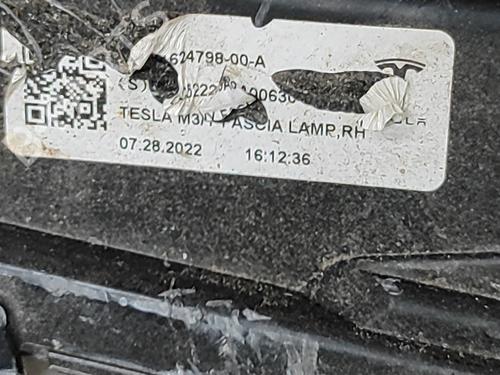 624798-00-A
TESLA M3/Y FASCIA LAMP,RH
07.28.2022 16:12:36